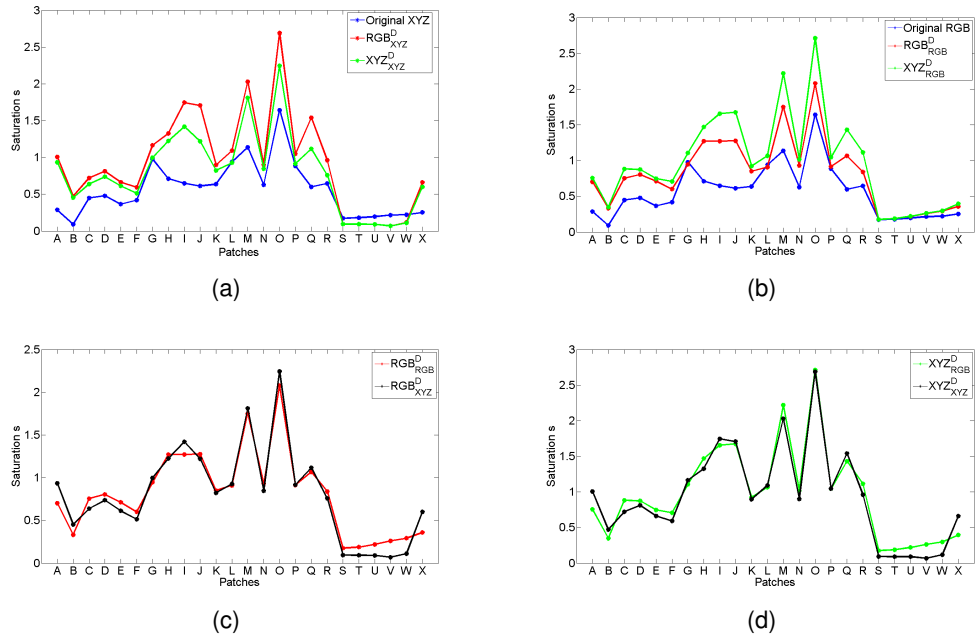 3
2.5
2
1.5
1
0.5
0
Saturation s
A B C D E F G H I J K L M N O P Q R S T U V W X
Patches
Original XYZ
RGB^D_XYZ
XYZ^D_XYZ
(a)
3
2.5
2
1.5
1
0.5
0
Saturation s
A B C D E F G H I J K L M N O P Q R S T U V W X
Patches
Original RGB
RGB^D_RGB
XYZ^D_RGB
(b)
2.5
2
1.5
1
0.5
0
Saturation s
A B C D E F G H I J K L M N O P Q R S T U V W X
Patches
RGB^D_RGB
RGB^D_XYZ
(c)
3
2.5
2
1.5
1
0.5
0
Saturation s
A B C D E F G H I J K L M N O P Q R S T U V W X
Patches
XYZ^D_RGB
XYZ^D_XYZ
(d)